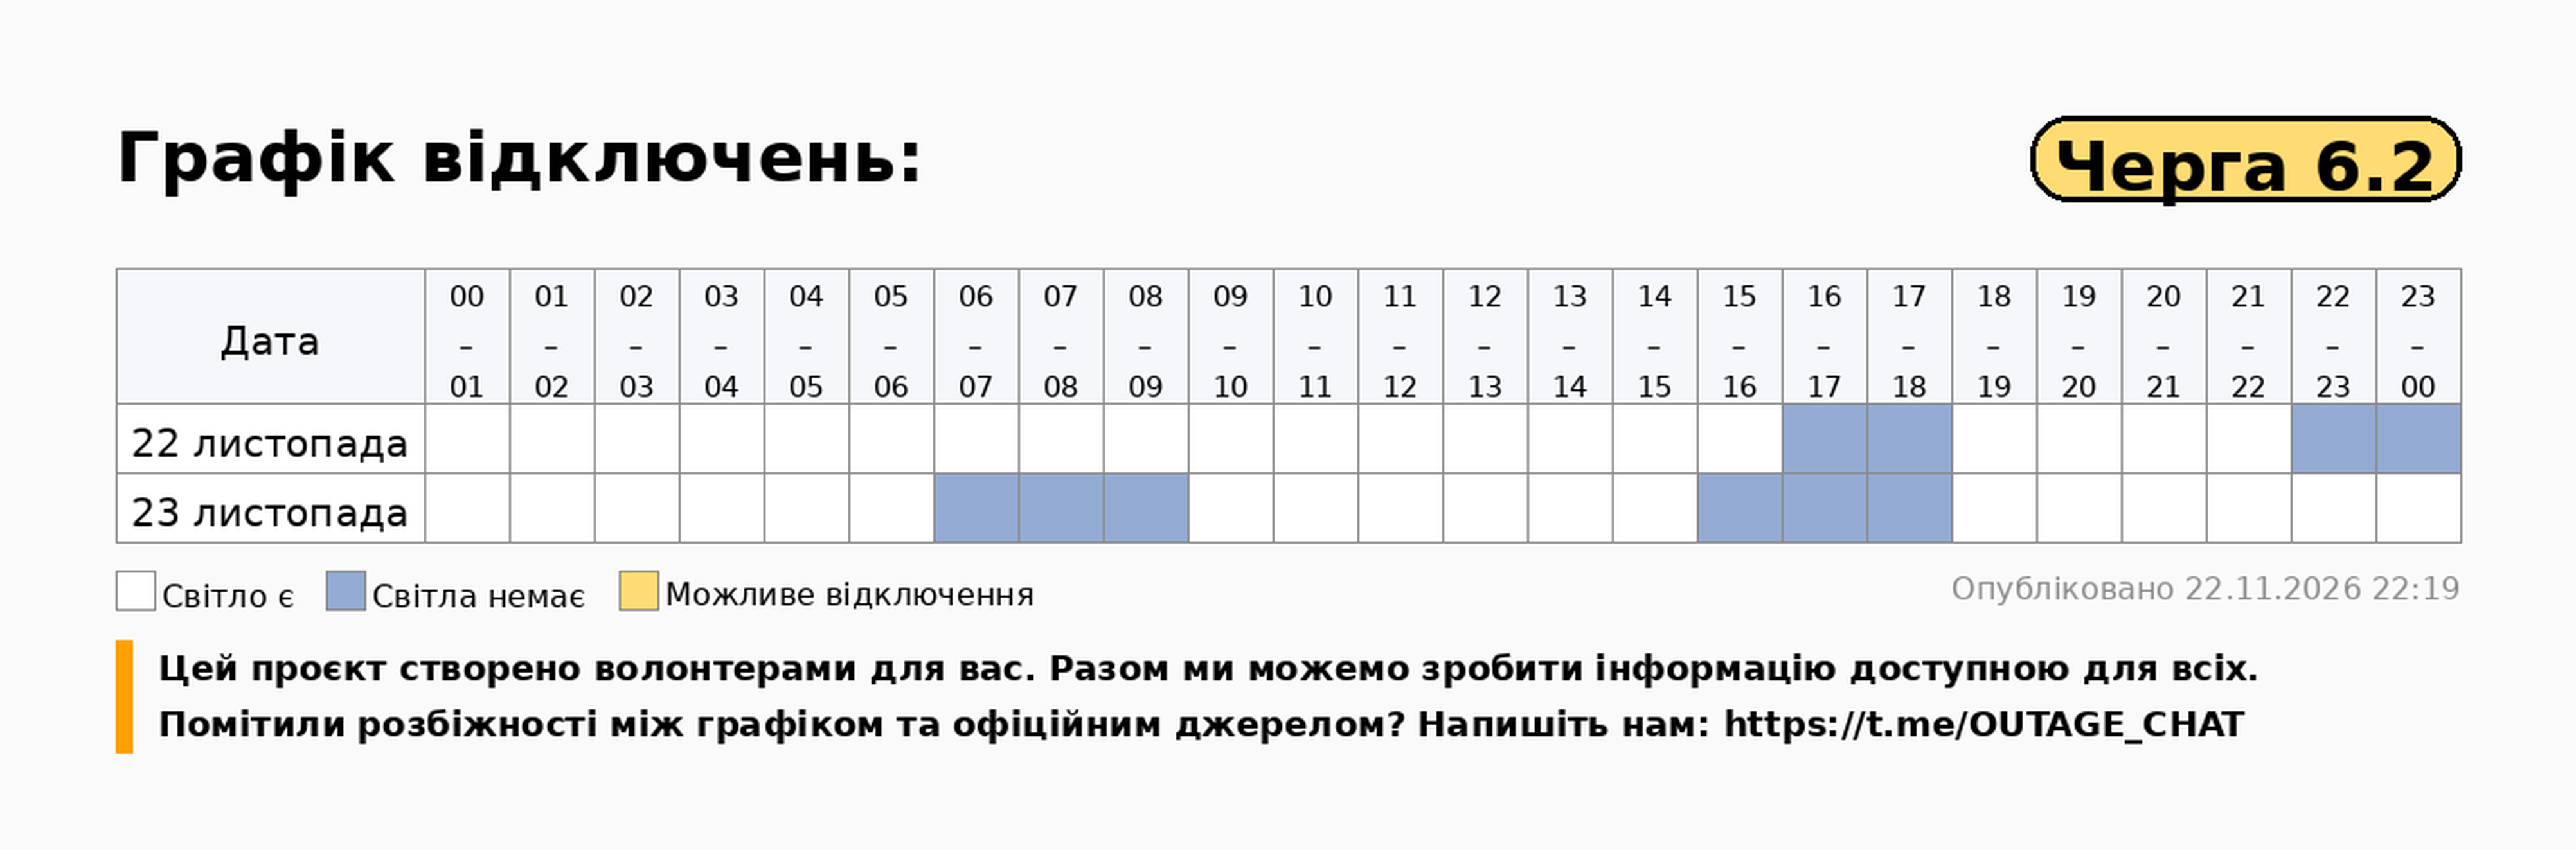 Графік відключень:
Черга 6.2
Дата
00 – 01
01 – 02
02 – 03
03 – 04
04 – 05
05 – 06
06 – 07
07 – 08
08 – 09
09 – 10
10 – 11
11 – 12
12 – 13
13 – 14
14 – 15
15 – 16
16 – 17
17 – 18
18 – 19
19 – 20
20 – 21
21 – 22
22 – 23
23 – 00
22 листопада
23 листопада
Світло є
Світла немає
Можливе відключення
Опубліковано 22.11.2026 22:19
Цей проєкт створено волонтерами для вас. Разом ми можемо зробити інформацію доступною для всіх.
Помітили розбіжності між графіком та офіційним джерелом? Напишіть нам: https://t.me/OUTAGE_CHAT